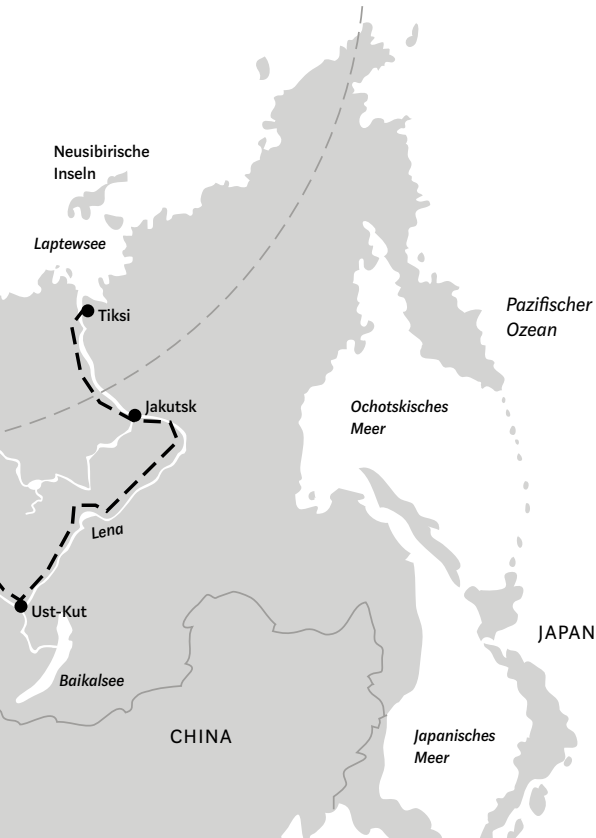 Neusibirische
Inseln
Laptewsee
Tiksi
Pazifischer
Ozean
Jakutsk
Ochotskisches
Meer
Lena
Ust-Kut
JAPAN
Baikalsee
CHINA
Japanisches
Meer